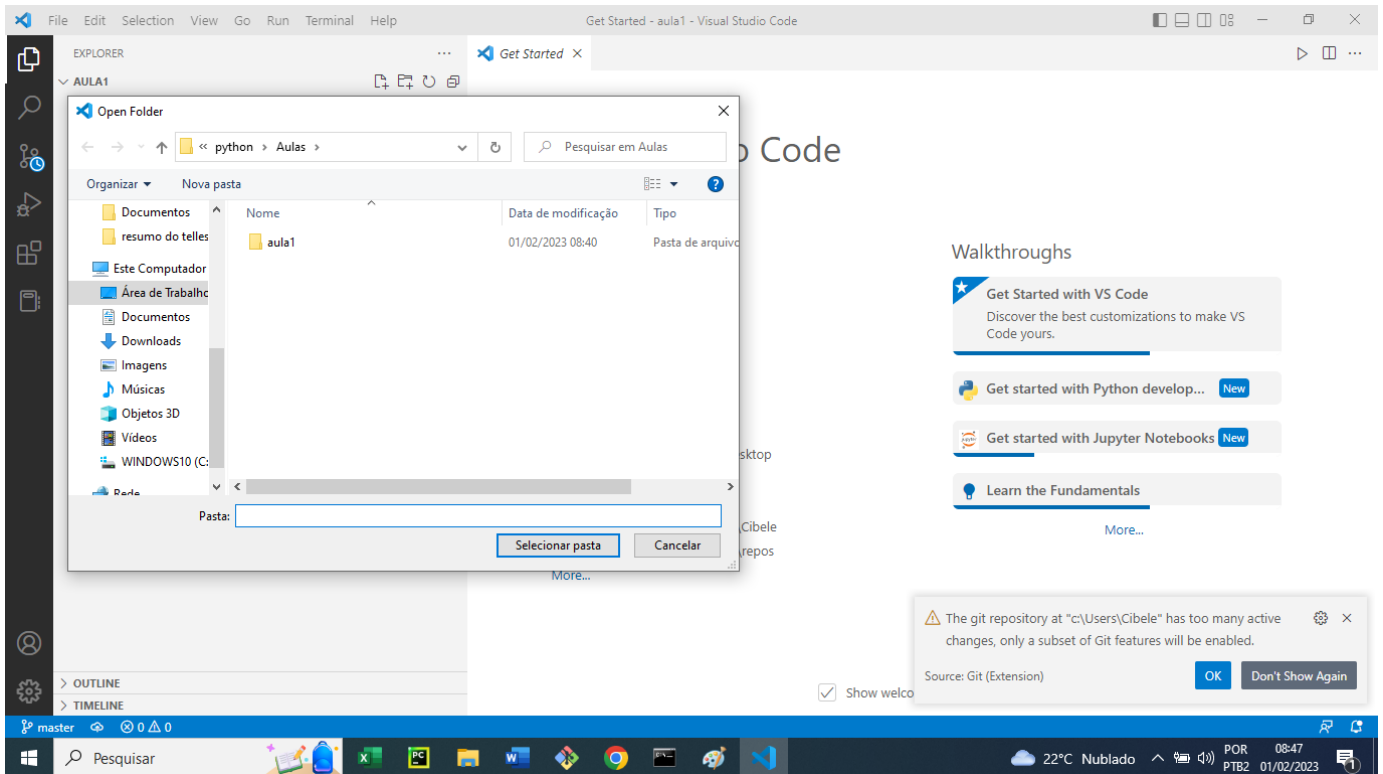 File Edit Selection View Go Run Terminal Help
Get Started - aula1 - Visual Studio Code
EXPLORER
Get Started
AULA1
Open Folder
« python > Aulas >
Pesquisar em Aulas
Code
Organizar
Nova pasta
Documentos
resumo do telles
Este Computador
Área de Trabalho
Documentos
Downloads
Imagens
Músicas
Objetos 3D
Vídeos
WINDOWS10 (C:
Rede
Nome
Data de modificação
Tipo
aula1
01/02/2023 08:40
Pasta de arquivo
Pasta:
Selecionar pasta
Cancelar
sktop
\Cibele
\repos
More...
Walkthroughs
Get Started with VS Code
Discover the best customizations to make VS
Code yours.
Get started with Python develop...
New
Get started with Jupyter Notebooks
New
Learn the Fundamentals
More...
The git repository at "c:\Users\Cibele" has too many active
changes, only a subset of Git features will be enabled.
Source: Git (Extension)
OK
Don't Show Again
Show welco
OUTLINE
TIMELINE
master
0
0
Pesquisar
22°C Nublado
POR
PTB2
08:47
01/02/2023
1